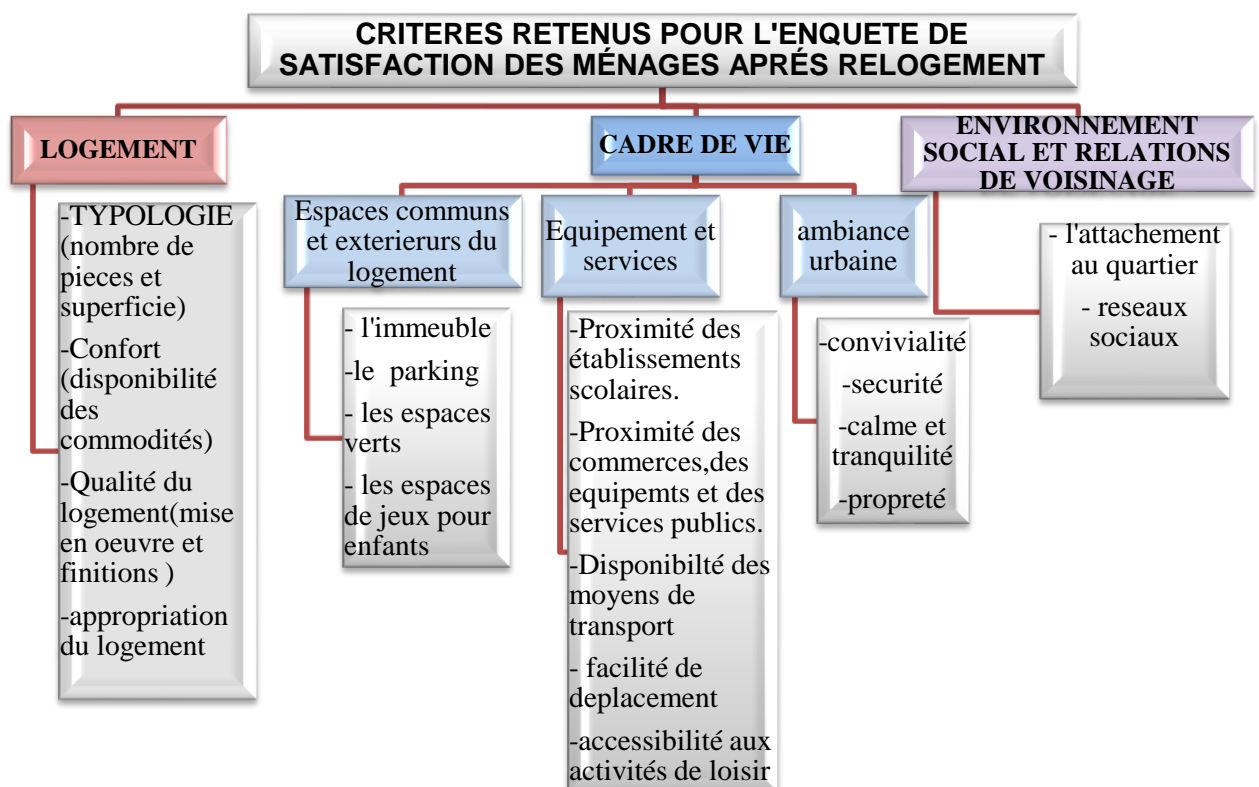 CRITERES RETENUS POUR L'ENQUETE DE
SATISFACTION DES MÉNAGES APRÉS RELOGEMENT
LOGEMENT
-TYPOLOGIE
(nombre de
pieces et
superficie)
-Confort
(disponibilité
des
commodités)
-Qualité du
logement(mise
en oeuvre et
finitions )
-appropriation
du logement
CADRE DE VIE
Espaces communs
et exterierurs du
logement
- l'immeuble
-le parking
- les espaces
verts
- les espaces
de jeux pour
enfants
Equipement et
services
-Proximité des
établissements
scolaires.
-Proximité des
commerces,des
equipemts et des
services publics.
-Disponibilté des
moyens de
transport
- facilité de
deplacement
-accessibilité aux
activités de loisir
ambiance
urbaine
-convivialité
-securité
-calme et
tranquilité
-propreté
ENVIRONNEMENT
SOCIAL ET RELATIONS
DE VOISINAGE
- l'attachement
au quartier
- reseaux
sociaux